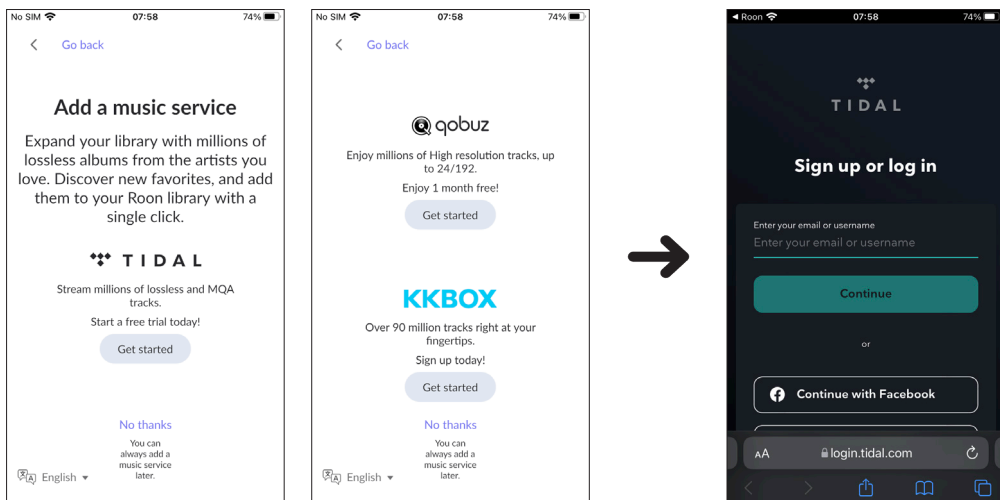 No SIM 07:58 74%
Go back
Add a music service
Expand your library with millions of
lossless albums from the artists you
love. Discover new favorites, and add
them to your Roon library with a
single click.
TIDAL
Stream millions of lossless and MQA
tracks.
Start a free trial today!
Get started
No thanks
You can
always add a
music service
later.
English
No SIM 07:58 74%
Go back
qobuz
Enjoy millions of High resolution tracks, up
to 24/192.
Enjoy 1 month free!
Get started
KKBOX
Over 90 million tracks right at your
fingertips.
Sign up today!
Get started
No thanks
You can
always add a
music service
later.
English
Roon 07:58 74%
TIDAL
Sign up or log in
Enter your email or username
Enter your email or username
Continue
or
Continue with Facebook
AA login.tidal.com